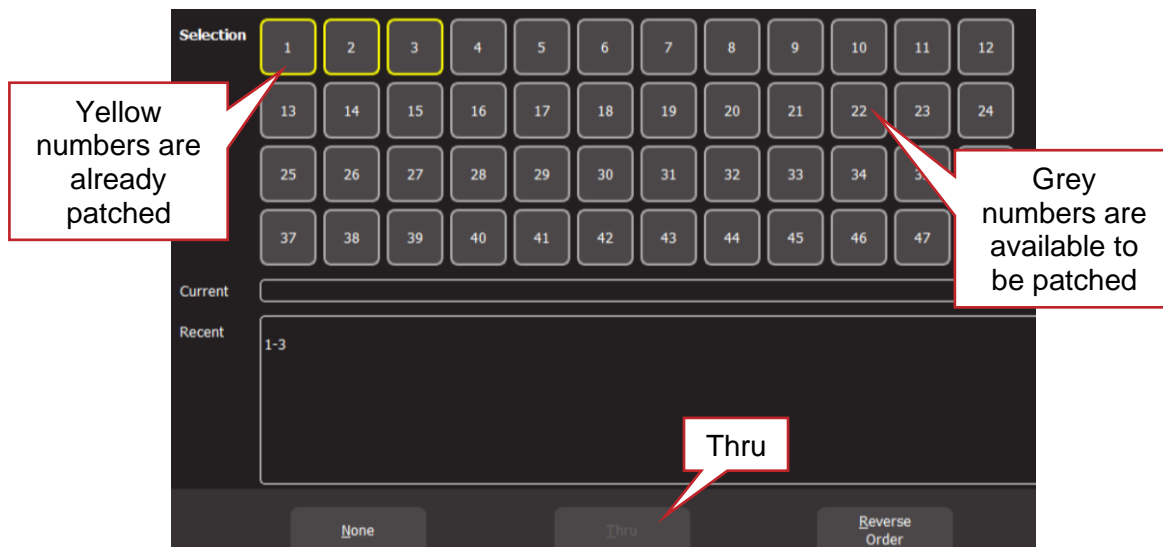 Selection
1 2 3 4 5 6 7 8 9 10 11 12
Yellow
numbers are
already
patched
13 14 15 16 17 18 19 20 21 22 23 24
25 26 27 28 29 30 31 32 33 34
Grey
numbers are
available to
be patched
37 38 39 40 41 42 43 44 45 46 47
Current
Recent
1-3
Thru
None
Thru
Reverse
Order